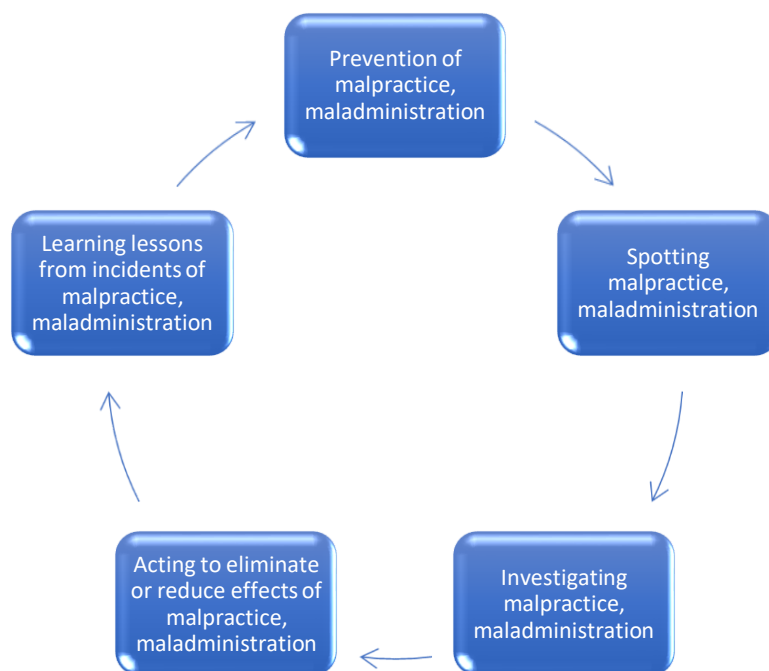 Prevention of
malpractice,
maladministration
Spotting
malpractice,
maladministration
Investigating
malpractice,
maladministration
Acting to eliminate
or reduce effects of
malpractice,
maladministration
Learning lessons
from incidents of
malpractice,
maladministration